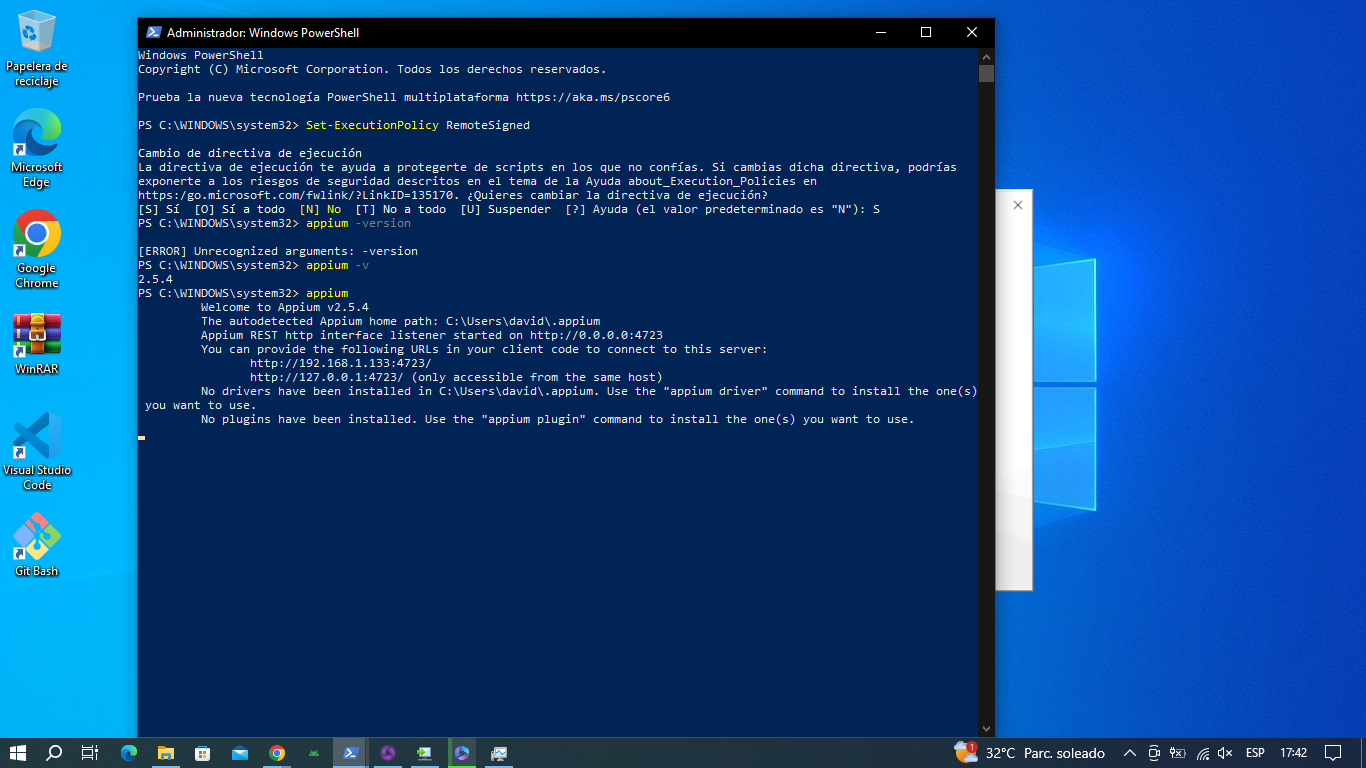 Papelera de
reciclaje
Microsoft
Edge
Google
Chrome
WinRAR
Visual Studio
Code
Git Bash
Administrador: Windows PowerShell
Windows PowerShell
Copyright (C) Microsoft Corporation. Todos los derechos reservados.
Prueba la nueva tecnología PowerShell multiplataforma https://aka.ms/pscore6
PS C:\WINDOWS\system32> Set-ExecutionPolicy RemoteSigned
Cambio de directiva de ejecución
La directiva de ejecución te ayuda a protegerte de scripts en los que no confías. Si cambias dicha directiva, podrías
exponerte a los riesgos de seguridad descritos en el tema de la Ayuda about_Execution_Policies en
https:/go.microsoft.com/fwlink/?LinkID=135170. ¿Quieres cambiar la directiva de ejecución?
[S] Sí  [O] Sí a todo  [N] No  [T] No a todo  [U] Suspender  [?] Ayuda (el valor predeterminado es "N"): S
PS C:\WINDOWS\system32> appium -version
[ERROR] Unrecognized arguments: -version
PS C:\WINDOWS\system32> appium -v
2.5.4
PS C:\WINDOWS\system32> appium
Welcome to Appium v2.5.4
The autodetected Appium home path: C:\Users\david\.appium
Appium REST http interface listener started on http://0.0.0.0:4723
You can provide the following URLs in your client code to connect to this server:
http://192.168.1.133:4723/
http://127.0.0.1:4723/ (only accessible from the same host)
No drivers have been installed in C:\Users\david\.appium. Use the "appium driver" command to install the one(s)
you want to use.
No plugins have been installed. Use the "appium plugin" command to install the one(s) you want to use.
1
32°C Parc. soleado
ESP
17:42